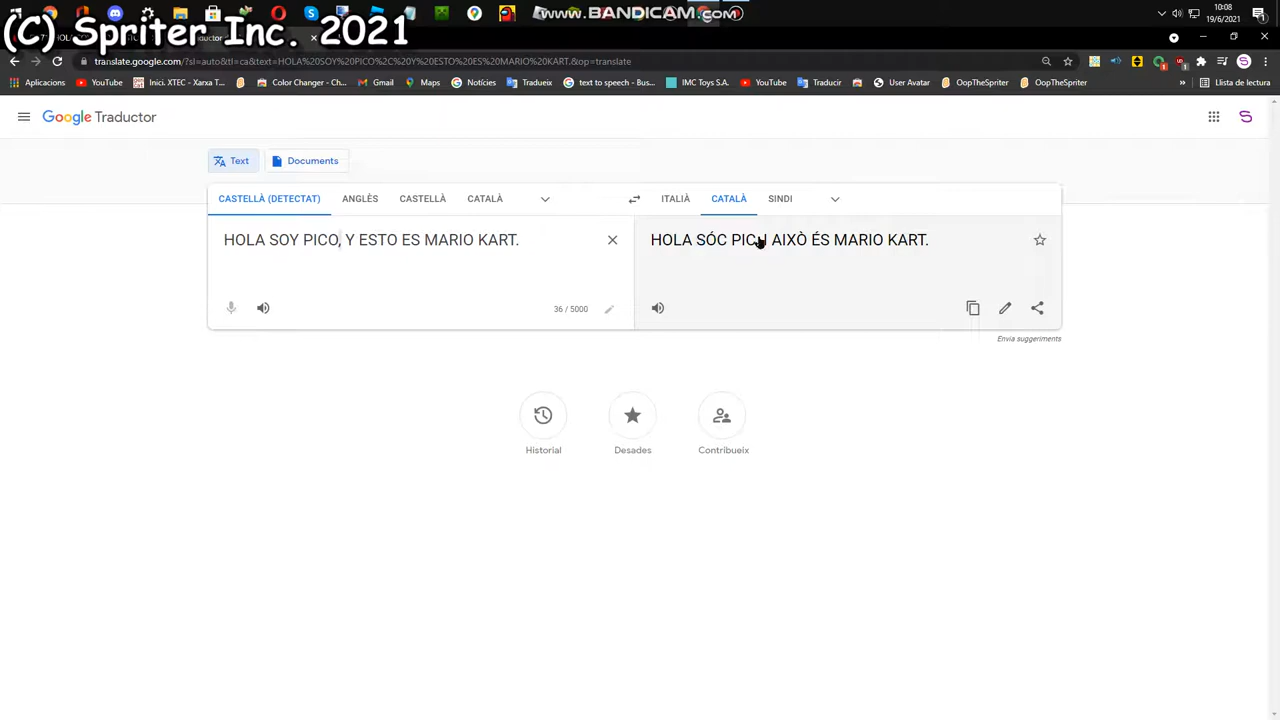 www.BANDICAM.com
10:08
19/6/2021
(C) Spriter Inc. 2021
translate.google.com/?sl=auto&tl=ca&text=HOLA%20SOY%20PICO%2C%20Y%20ESTO%20ES%20MARIO%20KART.&op=translate
Aplicacions YouTube Inici. XTEC - Xarxa T... Color Changer - Ch... Gmail Maps Notícies Tradueix text to speech - Bus... IMC Toys S.A. YouTube Traducir User Avatar OopTheSpriter OopTheSpriter » Llista de lectura
Google Traductor
Text Documents
CASTELLÀ (DETECTAT) ANGLÈS CASTELLÀ CATALÀ ITALIÀ CATALÀ SINDI
HOLA SOY PICO, Y ESTO ES MARIO KART.
HOLA SÓC AIXÒ ÉS MARIO KART.
36 / 5000
Envia suggeriments
Historial Desades Contribueix